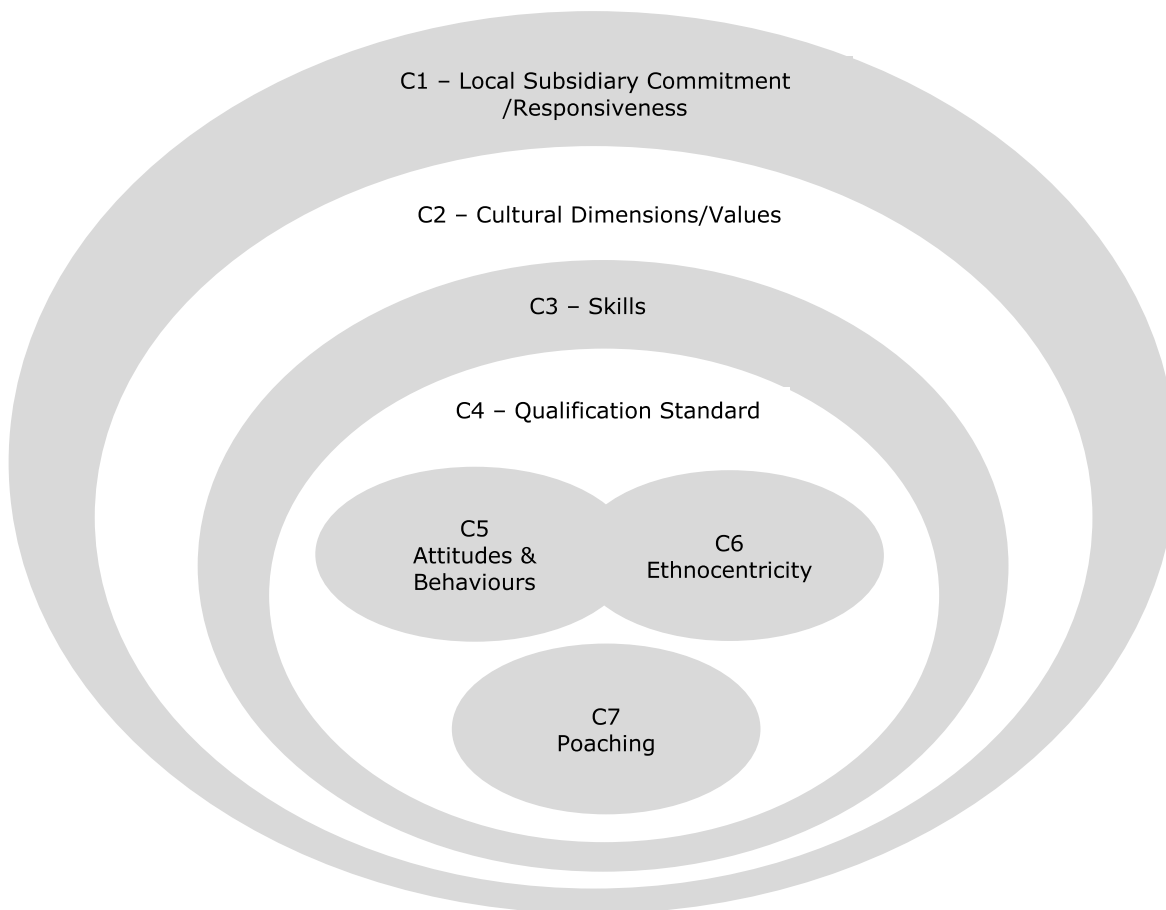 C1 – Local Subsidiary Commitment
/Responsiveness
C2 – Cultural Dimensions/Values
C3 – Skills
C4 – Qualification Standard
C5
Attitudes &
Behaviours
C6
Ethnocentricity
C7
Poaching